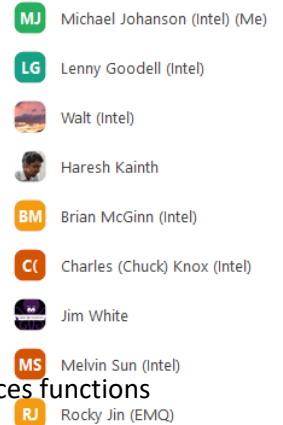 MJ Michael Johanson (Intel) (Me)
LG Lenny Goodell (Intel)
Walt (Intel)
Haresh Kainth
BM Brian McGinn (Intel)
C( Charles (Chuck) Knox (Intel)
Jim White
MS Melvin Sun (Intel)
ces functions
RJ Rocky Jin (EMQ)